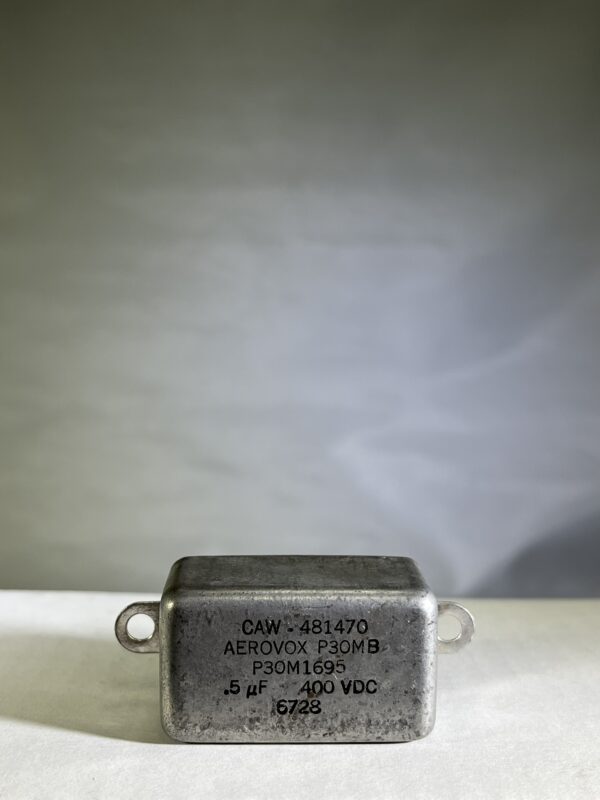 CAW - 481470
AEROVOX P30MB
P30M1695
.5 µF 400 VDC
6728